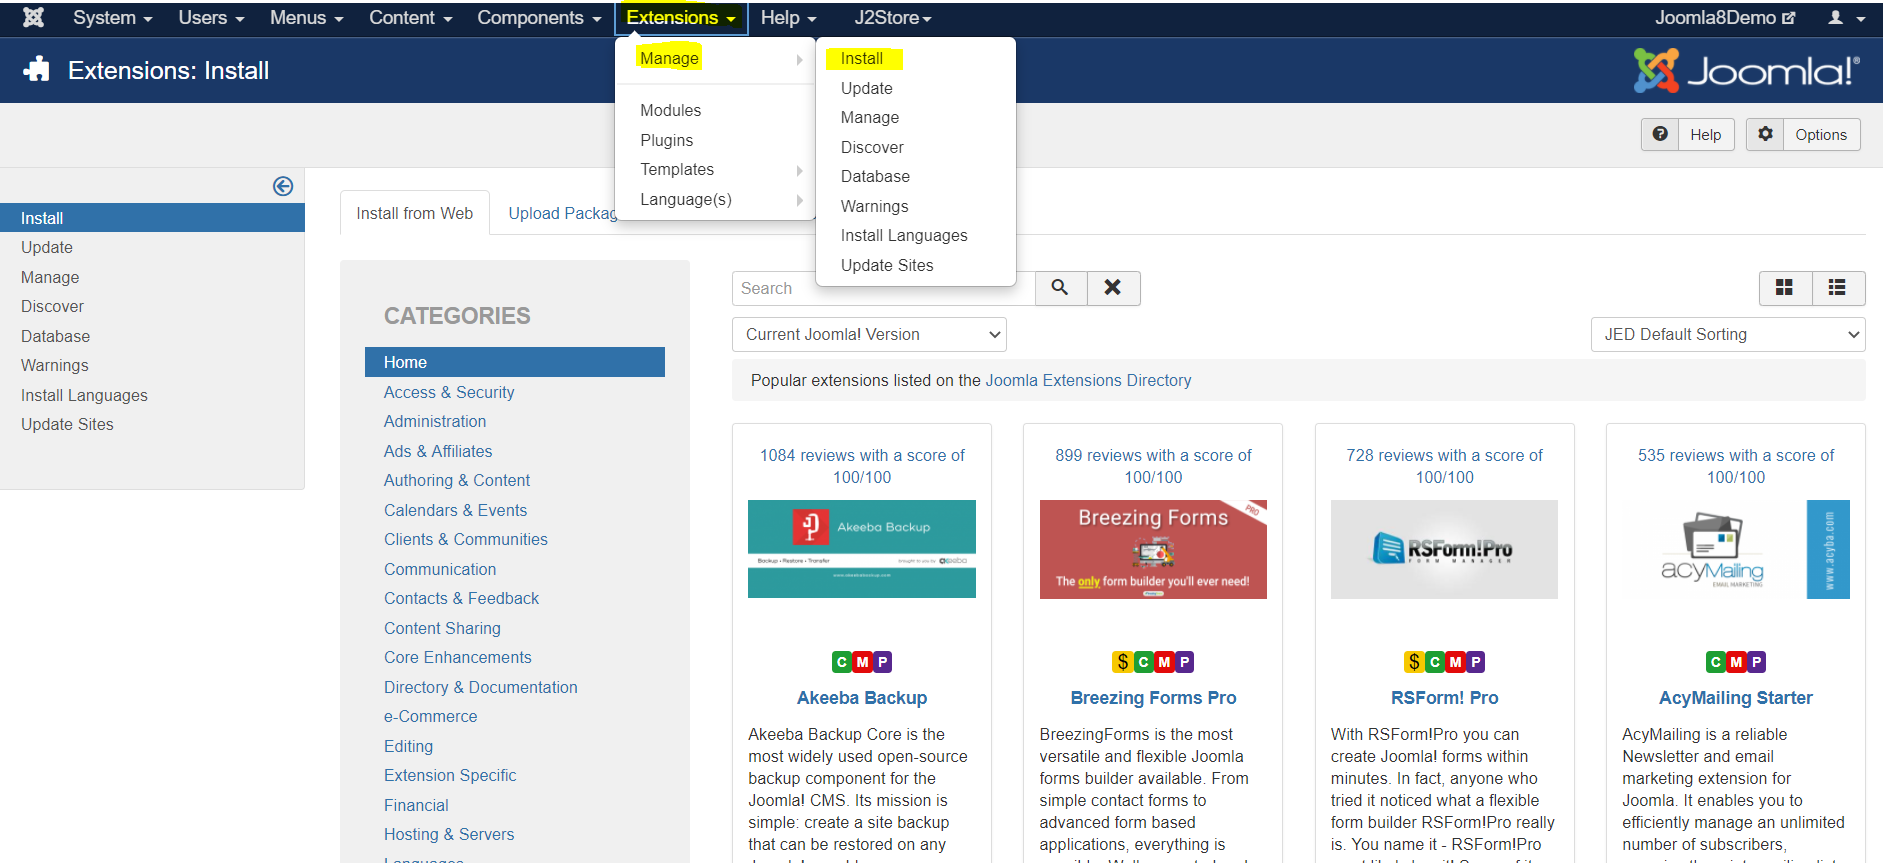 System Users Menus Content Components Extensions Help J2Store Joomla8Demo
Extensions: Install
Joomla!®
Manage
Modules
Plugins
Templates
Language(s)
Install
Update
Manage
Discover
Database
Warnings
Install Languages
Update Sites
Help Options
Install
Update
Manage
Discover
Database
Warnings
Install Languages
Update Sites
Install from Web Upload Packag
CATEGORIES
Home
Access & Security
Administration
Ads & Affiliates
Authoring & Content
Calendars & Events
Clients & Communities
Communication
Contacts & Feedback
Content Sharing
Core Enhancements
Directory & Documentation
e-Commerce
Editing
Extension Specific
Financial
Hosting & Servers
Languages
Search
Current Joomla! Version JED Default Sorting
Popular extensions listed on the Joomla Extensions Directory
1084 reviews with a score of
100/100
Akeeba Backup
Backup • Restore • Transfer brought to you by akeeba
www.akeebabackup.com
C M P
Akeeba Backup
Akeeba Backup Core is the
most widely used open-source
backup component for the
Joomla! CMS. Its mission is
simple: create a site backup
that can be restored on any
899 reviews with a score of
100/100
PRO
Breezing Forms
The only form builder you'll ever need!
$ C M P
Breezing Forms Pro
BreezingForms is the most
versatile and flexible Joomla
forms builder available. From
simple contact forms to
advanced form based
applications, everything is
728 reviews with a score of
100/100
RSForm!Pro
FORM MANAGER
$ C M P
RSForm! Pro
With RSForm!Pro you can
create Joomla! forms within
minutes. In fact, anyone who
tried it noticed what a flexible
form builder RSForm!Pro really
is. You name it - RSForm!Pro
535 reviews with a score of
100/100
acyMailing
EMAIL MARKETING
www.acyba.com
C M P
AcyMailing Starter
AcyMailing is a reliable
Newsletter and email
marketing extension for
Joomla. It enables you to
efficiently manage an unlimited
number of subscribers,